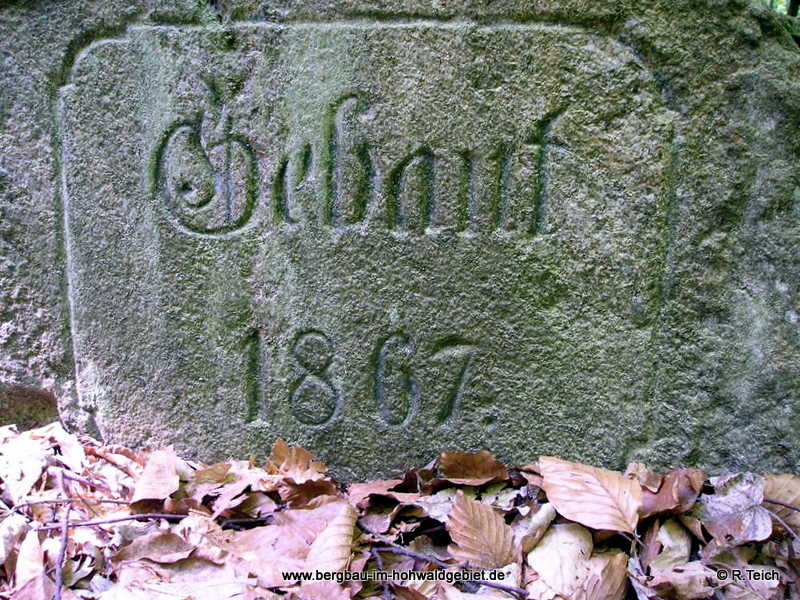 Gebaut
1867.
www.bergbau-im-hohwaldgebiet.de
© R.Teich